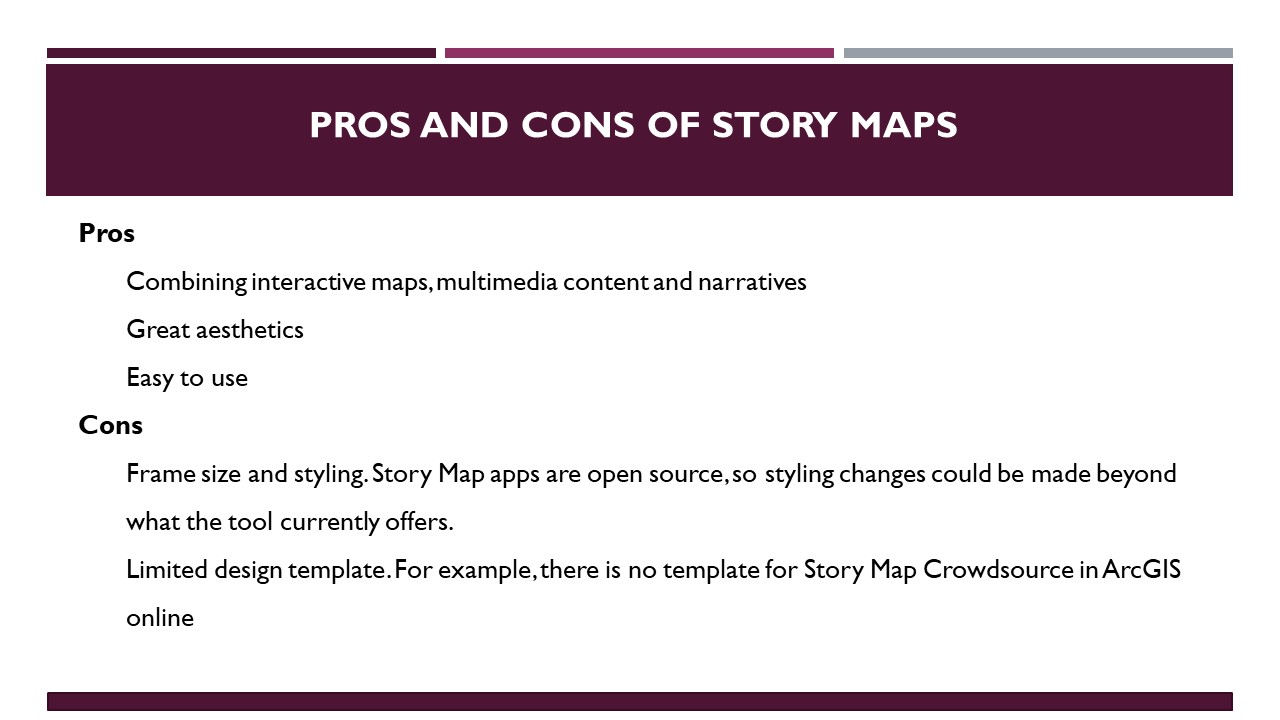 PROS AND CONS OF STORY MAPS
Pros
Combining interactive maps, multimedia content and narratives
Great aesthetics
Easy to use
Cons
Frame size and styling. Story Map apps are open source, so styling changes could be made beyond
what the tool currently offers.
Limited design template. For example, there is no template for Story Map Crowdsource in ArcGIS
online